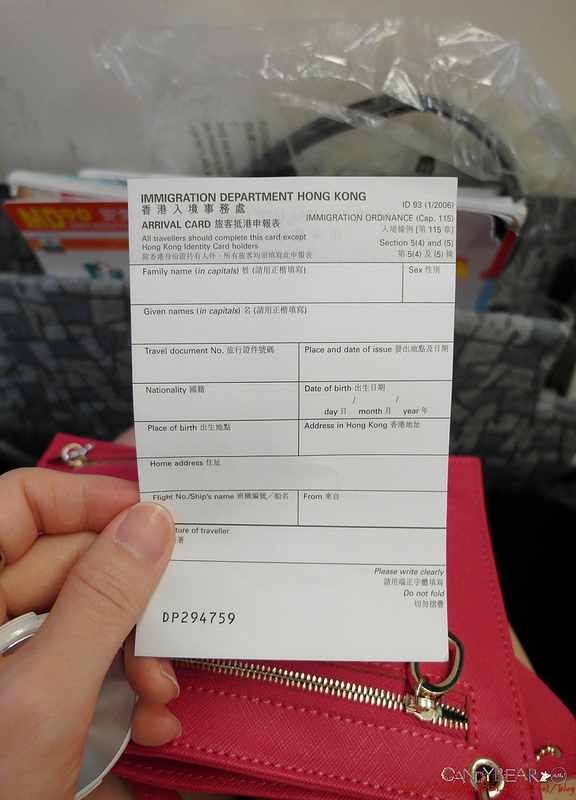 IMMIGRATION DEPARTMENT HONG KONG
香港入境事務處
ID 93 (1/2006)
ARRIVAL CARD 旅客抵港申報表
IMMIGRATION ORDINANCE (Cap. 115)
入境條例 [第 115 章]
All travellers should complete this card except
Hong Kong Identity Card holders
Section 5(4) and (5)
除香港身份證持有人外，所有旅客均須填寫此申報表
第 5(4) 及 (5) 條
Family name (in capitals) 姓 (請用正楷填寫)
Sex 性別
Given names (in capitals) 名 (請用正楷填寫)
Travel document No. 旅行證件號碼
Place and date of issue 發出地點及日期
Nationality 國籍
Date of birth 出生日期
/ /
day 日 month 月 year 年
Place of birth 出生地點
Address in Hong Kong 香港地址
Home address 住址
Flight No./Ship's name 班機編號／船名
From 來自
ture of traveller
署
Please write clearly
請用端正字體填寫
Do not fold
切勿摺疊
DP294759
MD90 安全
CANDYBEAR